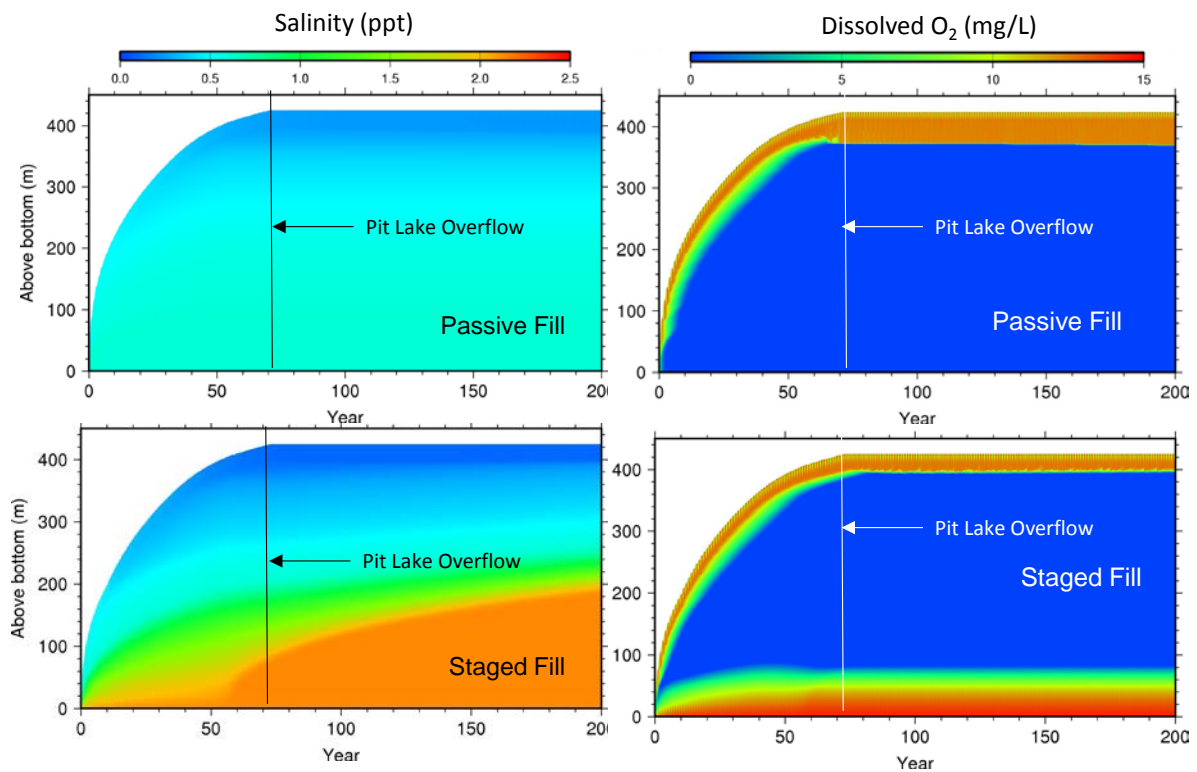 Salinity (ppt)
Dissolved O₂ (mg/L)
0.0 0.5 1.0 1.5 2.0 2.5
0 5 10 15
Above bottom (m)
400
300
200
100
0
Pit Lake Overflow
Passive Fill
0 50 100 150 200
Year
400
300
200
100
0
Pit Lake Overflow
Passive Fill
0 50 100 150 200
Year
Above bottom (m)
400
300
200
100
0
Pit Lake Overflow
Staged Fill
0 50 100 150 200
Year
400
300
200
100
0
Pit Lake Overflow
Staged Fill
0 50 100 150 200
Year